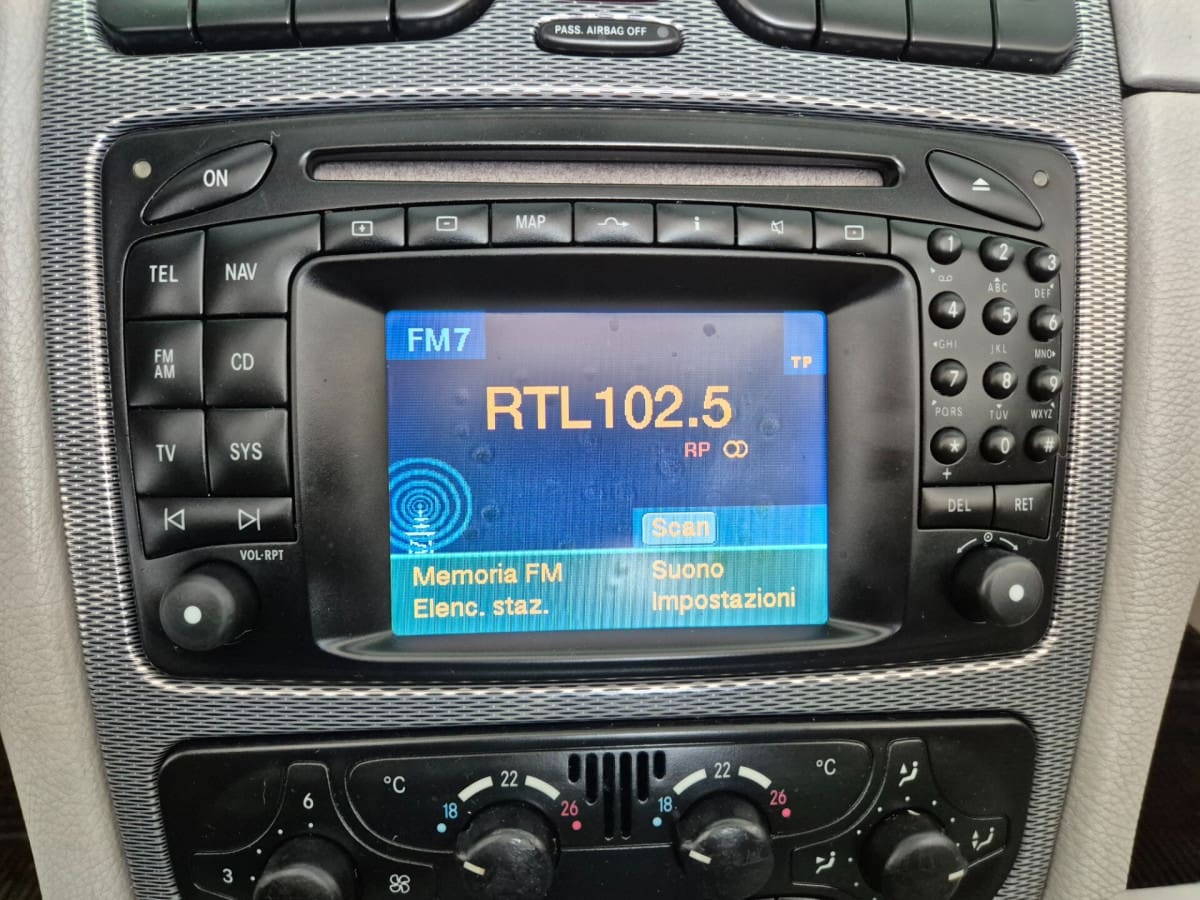 PASS. AIRBAG OFF
ON
MAP
i
TEL
NAV
FM
AM
CD
TV
SYS
VOL·RPT
FM7
TP
RTL102.5
RP
Scan
Memoria FM
Suono
Elenc. staz.
Impostazioni
1
2
3
ABC
DEF
4
5
6
GHI
JKL
MNO
7
8
9
PQRS
TUV
WXYZ
*
0
#
+
DEL
RET
°C
22
18
26
6
3
22
18
26
°C